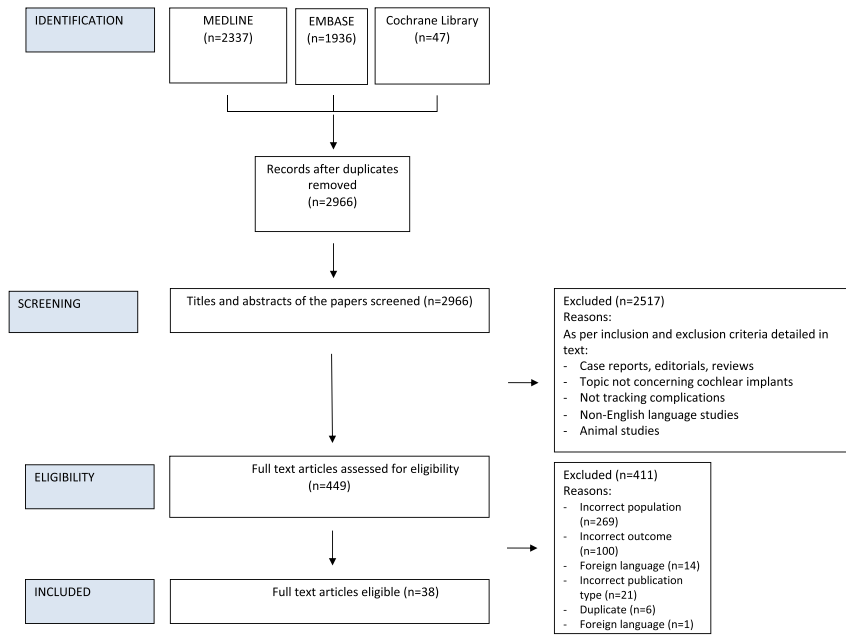 IDENTIFICATION
MEDLINE
(n=2337)
EMBASE
(n=1936)
Cochrane Library
(n=47)
Records after duplicates
removed
(n=2966)
SCREENING
Titles and abstracts of the papers screened (n=2966)
Excluded (n=2517)
Reasons:
As per inclusion and exclusion criteria detailed in
text:
- Case reports, editorials, reviews
- Topic not concerning cochlear implants
- Not tracking complications
- Non-English language studies
- Animal studies
ELIGIBILITY
Full text articles assessed for eligibility
(n=449)
Excluded (n=411)
Reasons:
- Incorrect population
(n=269)
- Incorrect outcome
(n=100)
- Foreign language (n=14)
- Incorrect publication
type (n=21)
- Duplicate (n=6)
- Foreign language (n=1)
INCLUDED
Full text articles eligible (n=38)